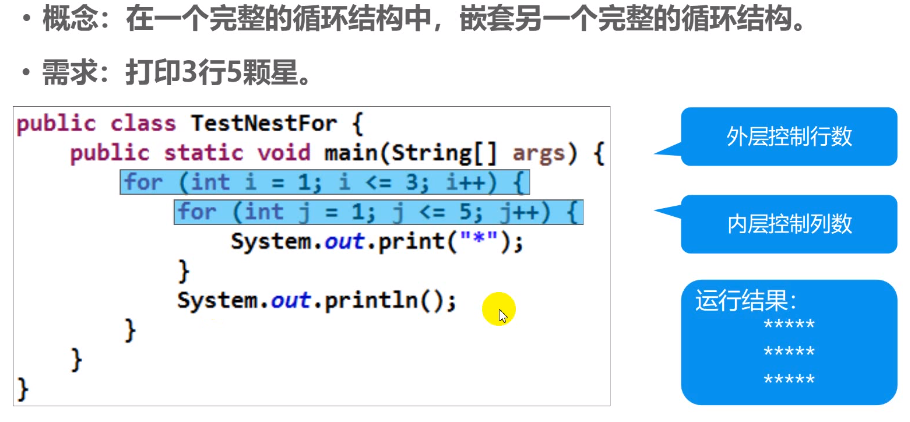 ・概念：在一个完整的循环结构中，嵌套另一个完整的循环结构。
・需求：打印3行5颗星。
public class TestNestFor {
public static void main(String[] args) {
for (int i = 1; i <= 3; i++) {
for (int j = 1; j <= 5; j++) {
System.out.print("*");
}
System.out.println();
}
}
}
外层控制行数
内层控制列数
运行结果：
*****
*****
*****